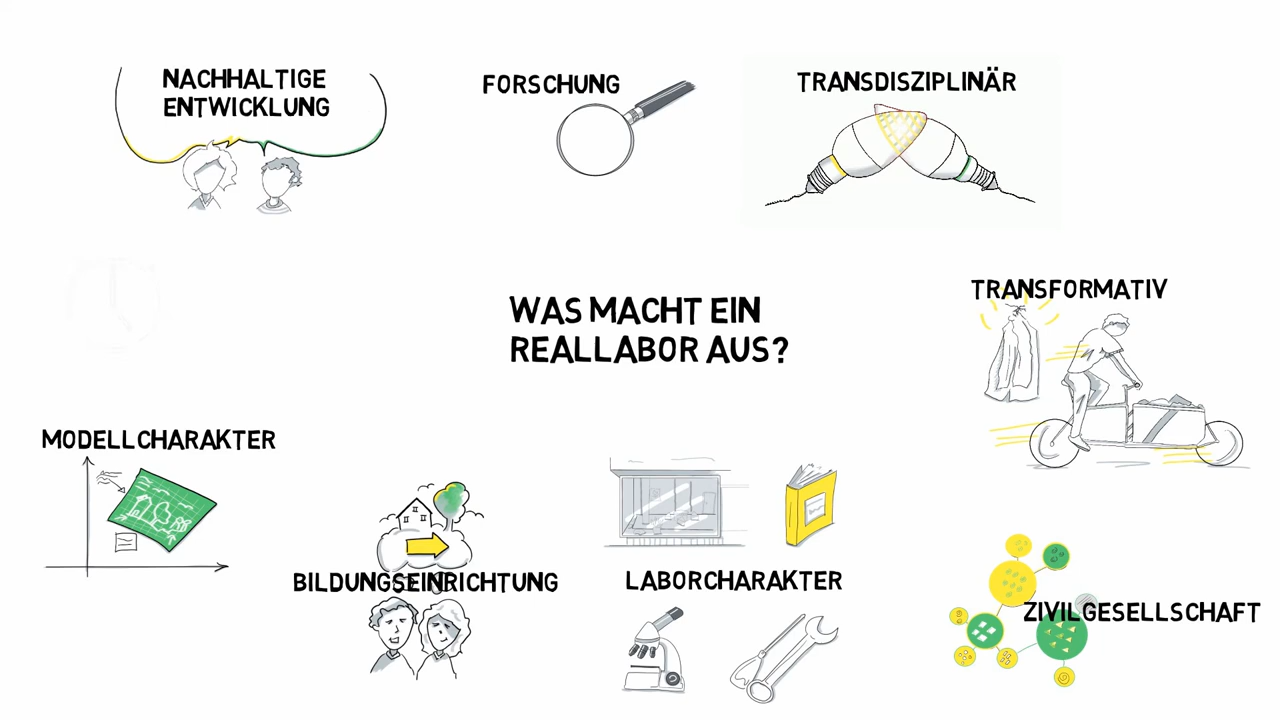 NACHHALTIGE
ENTWICKLUNG
FORSCHUNG
TRANSDISZIPLINÄR
WAS MACHT EIN
REALLABOR AUS?
TRANSFORMATIV
MODELLCHARAKTER
BILDUNGSEINRICHTUNG
LABORCHARAKTER
ZIVILGESELLSCHAFT